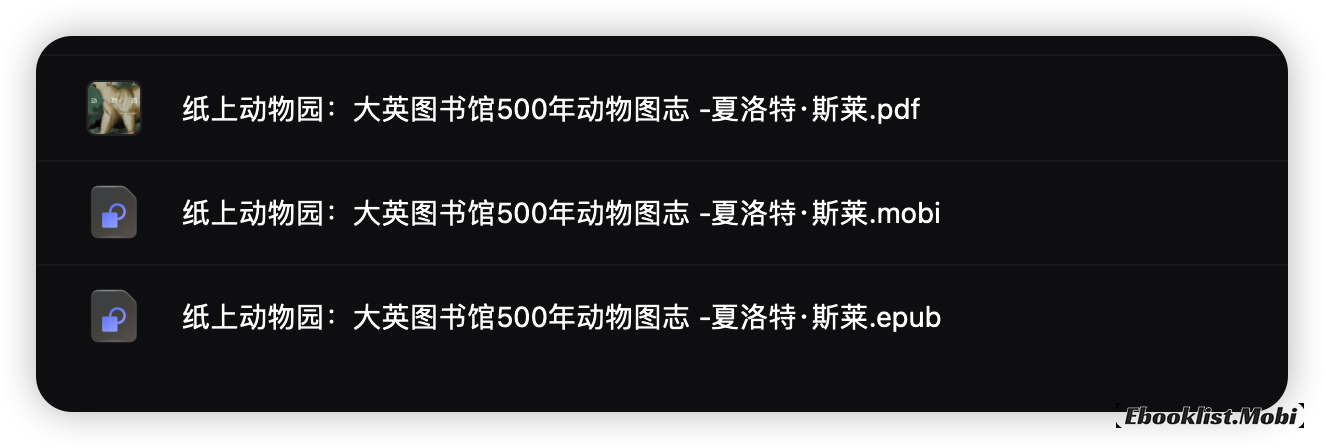 纸上动物园：大英图书馆500年动物图志 -夏洛特·斯莱.pdf
纸上动物园：大英图书馆500年动物图志 -夏洛特·斯莱.mobi
纸上动物园：大英图书馆500年动物图志 -夏洛特·斯莱.epub
【Ebooklist.Mobi】